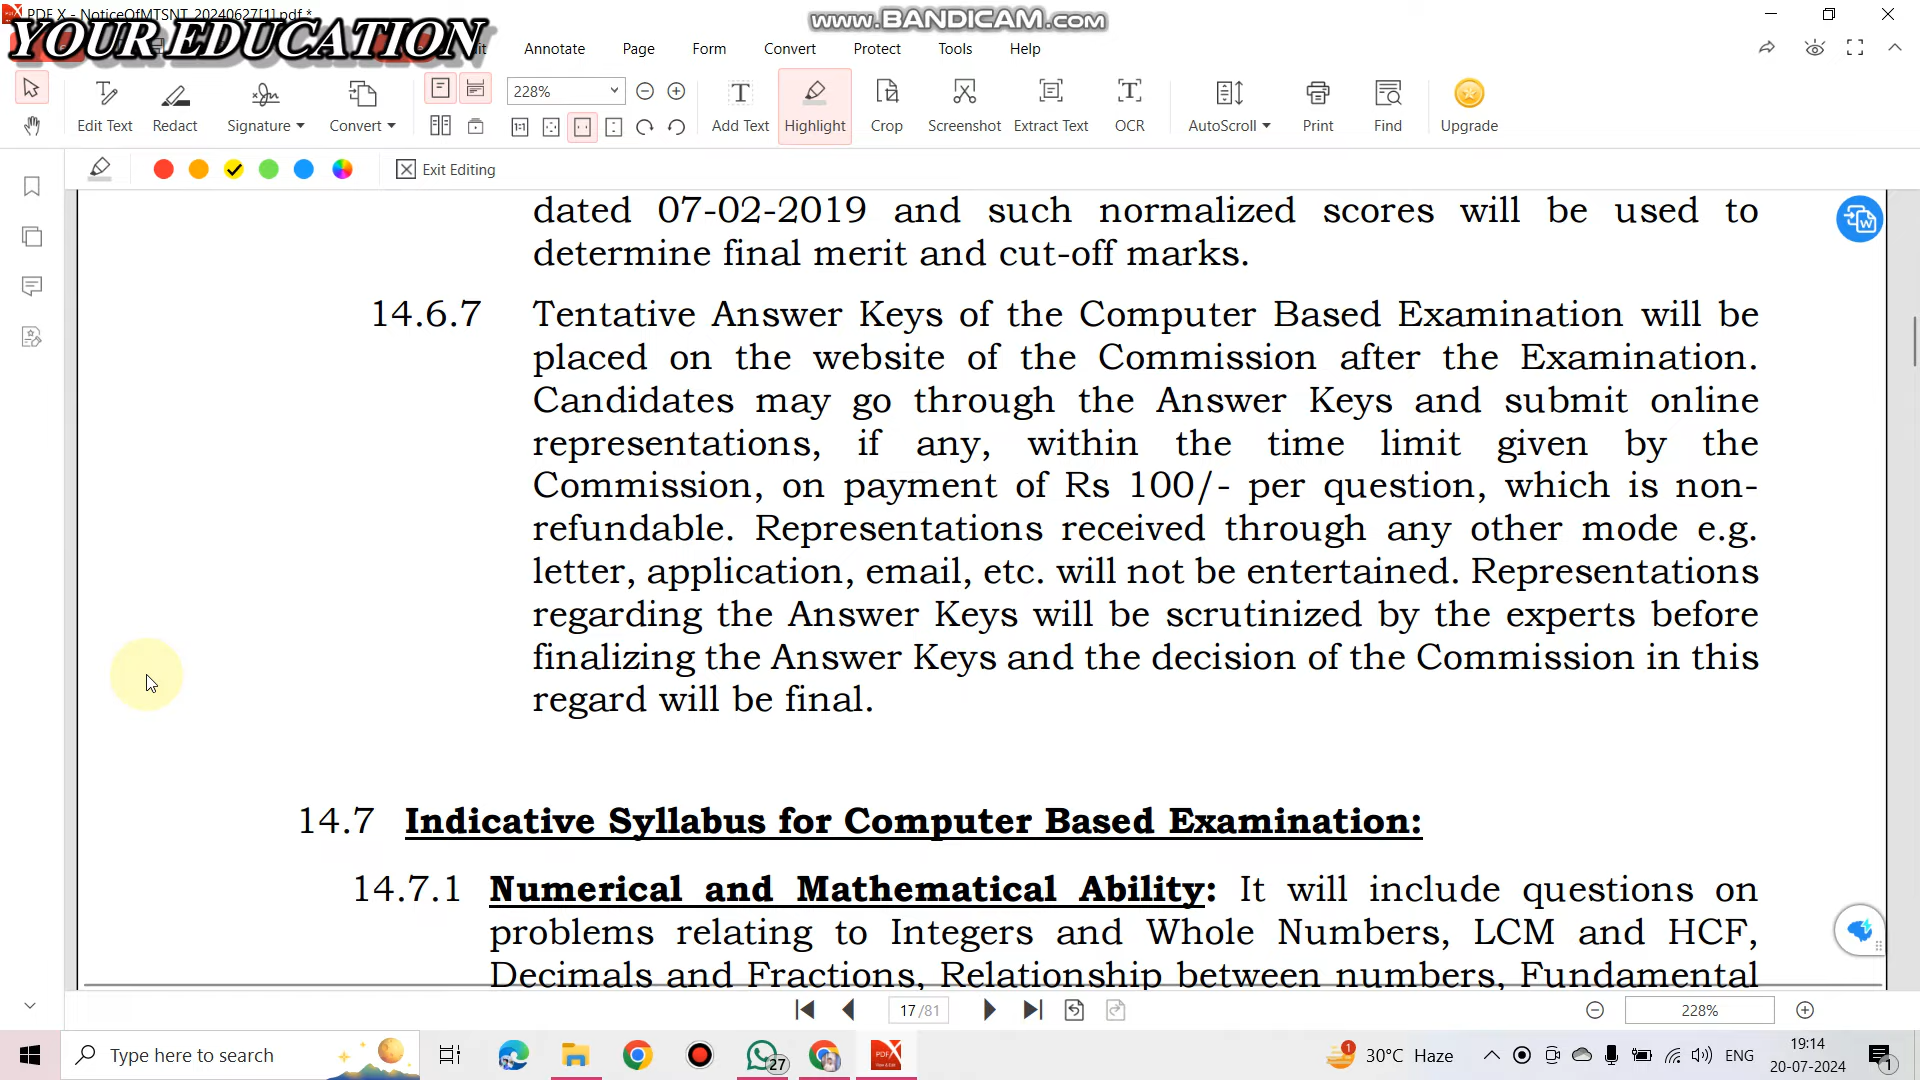 PDF X - NoticeOfMTSNT_20240627[1].pdf *
YOUR EDUCATION
www.BANDICAM.com
Annotate
Page
Form
Convert
Protect
Tools
Help
228%
Edit Text
Redact
Signature
Convert
Add Text
Highlight
Crop
Screenshot
Extract Text
OCR
AutoScroll
Print
Find
Upgrade
Exit Editing
dated 07-02-2019 and such normalized scores will be used to
determine final merit and cut-off marks.
14.6.7 Tentative Answer Keys of the Computer Based Examination will be
placed on the website of the Commission after the Examination.
Candidates may go through the Answer Keys and submit online
representations, if any, within the time limit given by the
Commission, on payment of Rs 100/- per question, which is non-
refundable. Representations received through any other mode e.g.
letter, application, email, etc. will not be entertained. Representations
regarding the Answer Keys will be scrutinized by the experts before
finalizing the Answer Keys and the decision of the Commission in this
regard will be final.
14.7 Indicative Syllabus for Computer Based Examination:
14.7.1 Numerical and Mathematical Ability: It will include questions on
problems relating to Integers and Whole Numbers, LCM and HCF,
Decimals and Fractions, Relationship between numbers, Fundamental
17 /81
228%
Type here to search
27
30°C Haze
ENG
19:14
20-07-2024